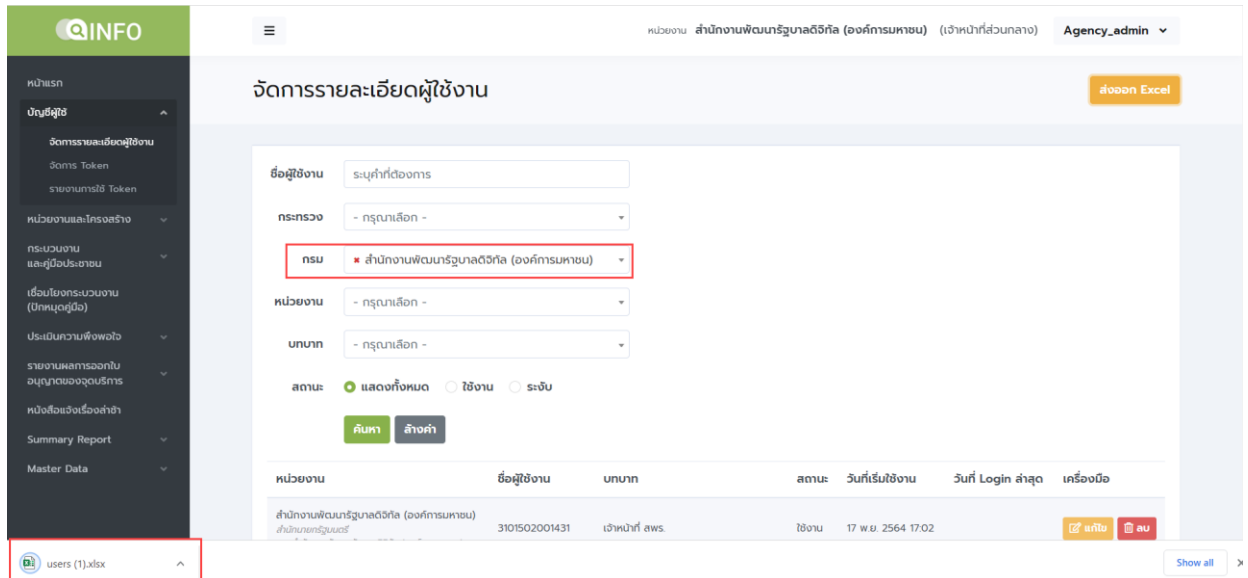 INFO
หน่วยงาน สำนักงานพัฒนารัฐบาลดิจิทัล (องค์การมหาชน) (เจ้าหน้าที่ส่วนกลาง) Agency_admin
หน้าแรก
บัญชีผู้ใช้
จัดการรายละเอียดผู้ใช้งาน
จัดการ Token
รายงานการใช้ Token
หน่วยงานและโครงสร้าง
กระบวนงาน
และคู่มือประชาชน
เชื่อมโยงกระบวนงาน
(ปักหมุดคู่มือ)
ประเมินความพึงพอใจ
รายงานผลการออกใบ
อนุญาตของจุดบริการ
หนังสือแจ้งเรื่องล่าช้า
Summary Report
Master Data
จัดการรายละเอียดผู้ใช้งาน
ส่งออก Excel
ชื่อผู้ใช้งาน ระบุคำที่ต้องการ
กระทรวง - กรุณาเลือก -
กรม × สำนักงานพัฒนารัฐบาลดิจิทัล (องค์การมหาชน)
หน่วยงาน - กรุณาเลือก -
บทบาท - กรุณาเลือก -
สถานะ แสดงทั้งหมด ใช้งาน ระงับ
ค้นหา ล้างค่า
หน่วยงาน ชื่อผู้ใช้งาน บทบาท สถานะ วันที่เริ่มใช้งาน วันที่ Login ล่าสุด เครื่องมือ
สำนักงานพัฒนารัฐบาลดิจิทัล (องค์การมหาชน)
สำนักนายกรัฐมนตรี 3101502001431 เจ้าหน้าที่ สพร. ใช้งาน 17 พ.ย. 2564 17:02 แก้ไข ลบ
users (1).xlsx
Show all